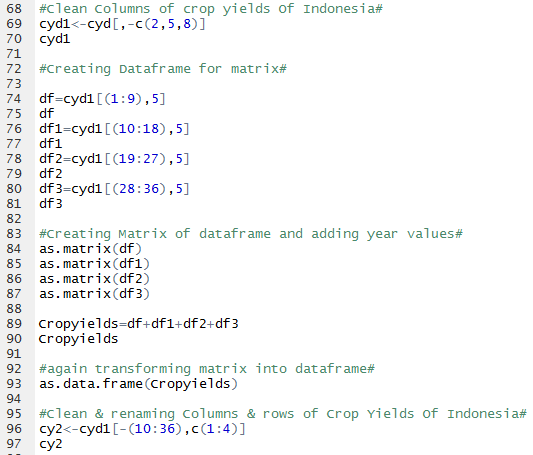 68 #Clean Columns of crop yields Of Indonesia#
69 cyd1<-cyd[,-c(2,5,8)]
70 cyd1
71
72 #Creating Dataframe for matrix#
73
74 df=cyd1[(1:9),5]
75 df
76 df1=cyd1[(10:18),5]
77 df1
78 df2=cyd1[(19:27),5]
79 df2
80 df3=cyd1[(28:36),5]
81 df3
82
83 #Creating Matrix of dataframe and adding year values#
84 as.matrix(df)
85 as.matrix(df1)
86 as.matrix(df2)
87 as.matrix(df3)
88
89 Cropyields=df+df1+df2+df3
90 Cropyields
91
92 #again transforming matrix into dataframe#
93 as.data.frame(Cropyields)
94
95 #Clean & renaming Columns & rows of Crop Yields Of Indonesia#
96 cy2<-cyd1[-(10:36),c(1:4)]
97 cy2